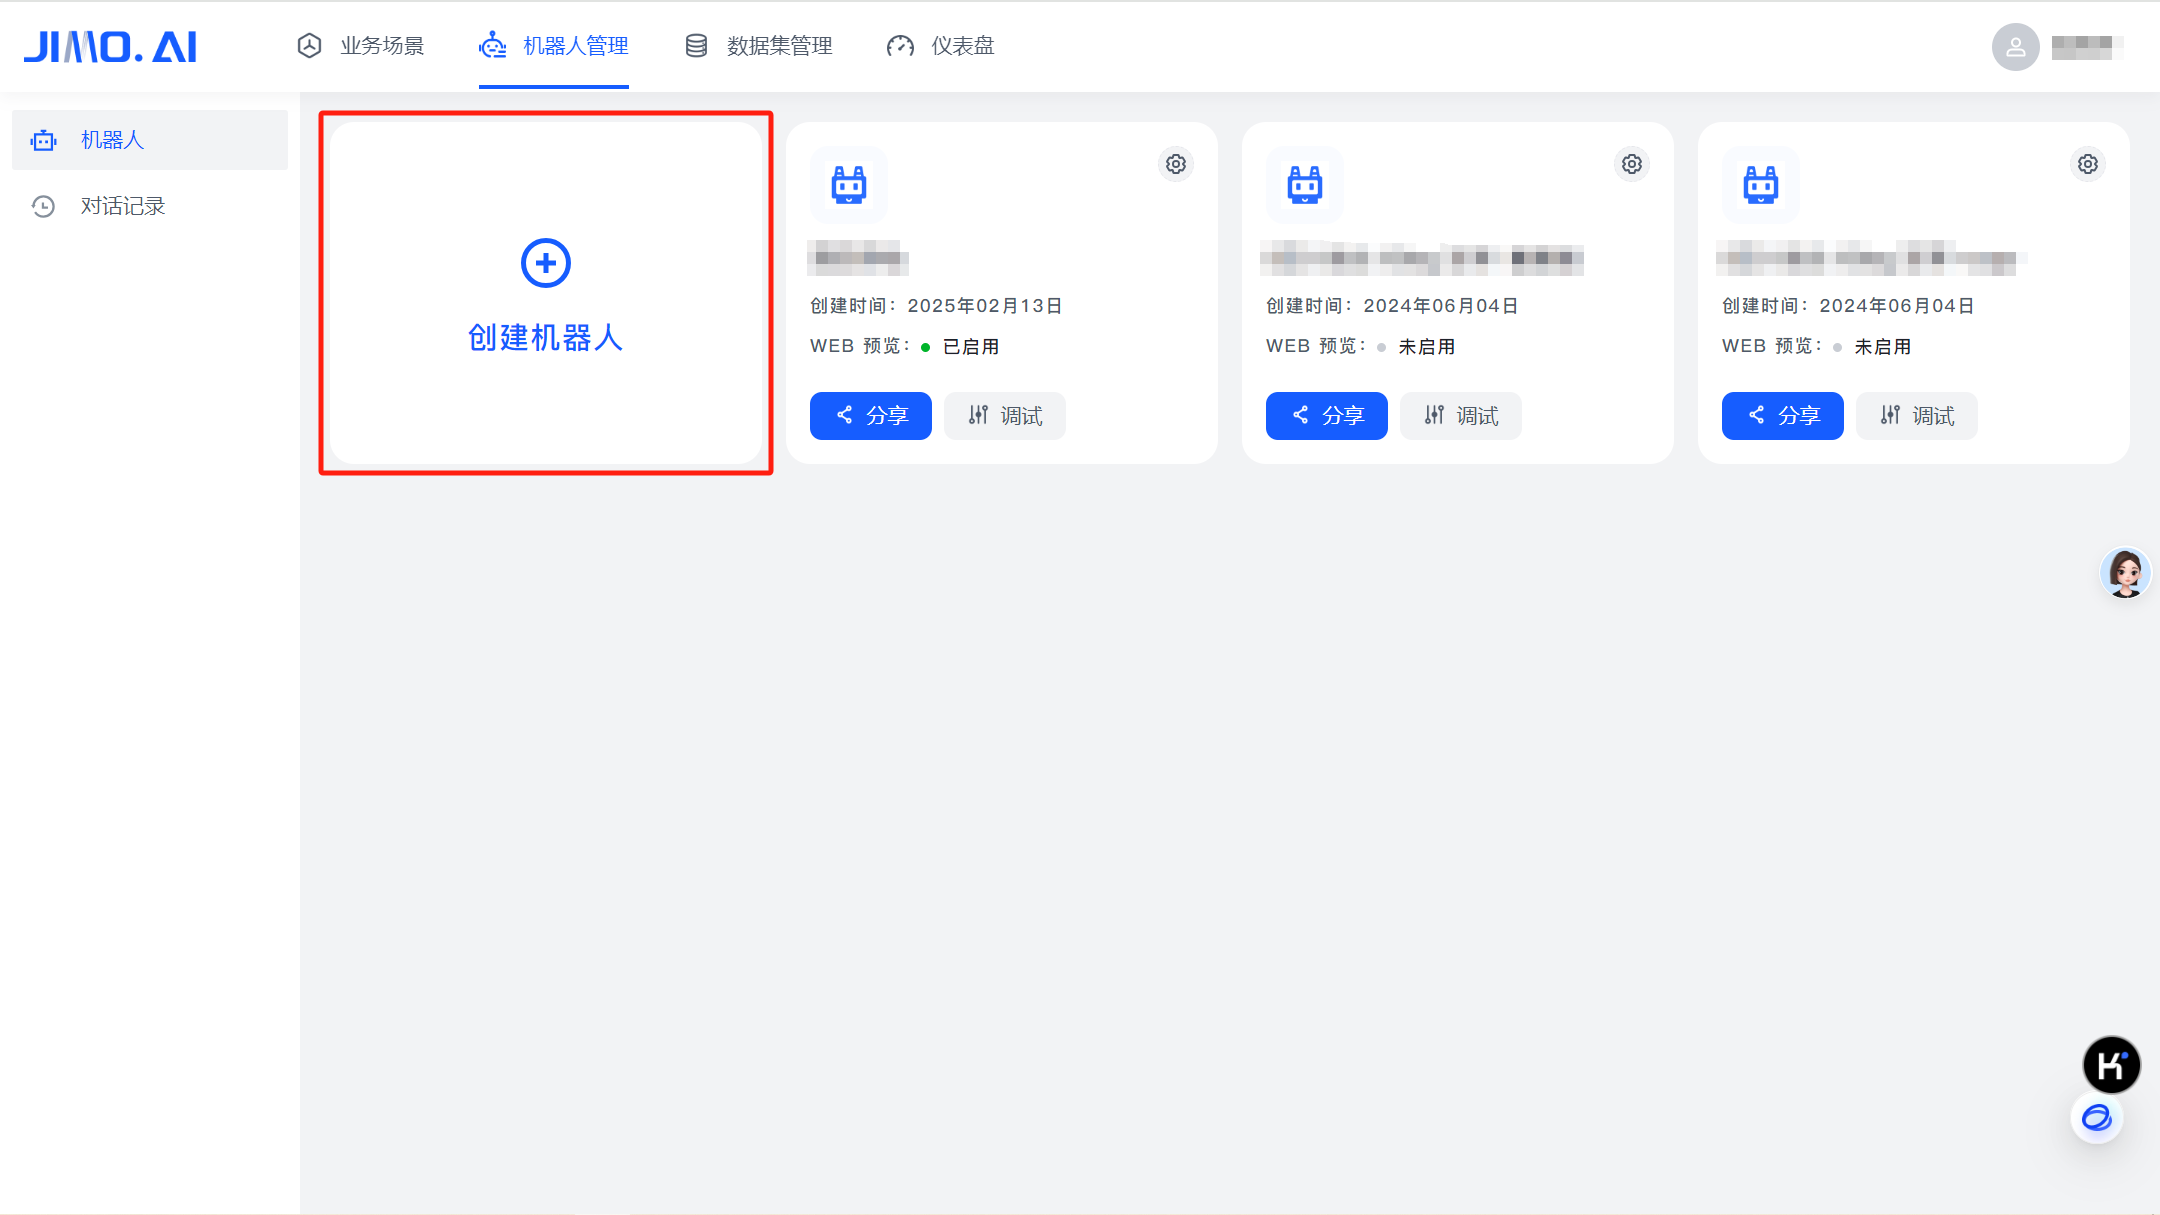 JIMO.AI
业务场景
机器人管理
数据集管理
仪表盘
机器人
对话记录
创建机器人
创建时间：2025年02月13日
WEB 预览：
已启用
分享
调试
创建时间：2024年06月04日
WEB 预览：
未启用
分享
调试
创建时间：2024年06月04日
WEB 预览：
未启用
分享
调试
K